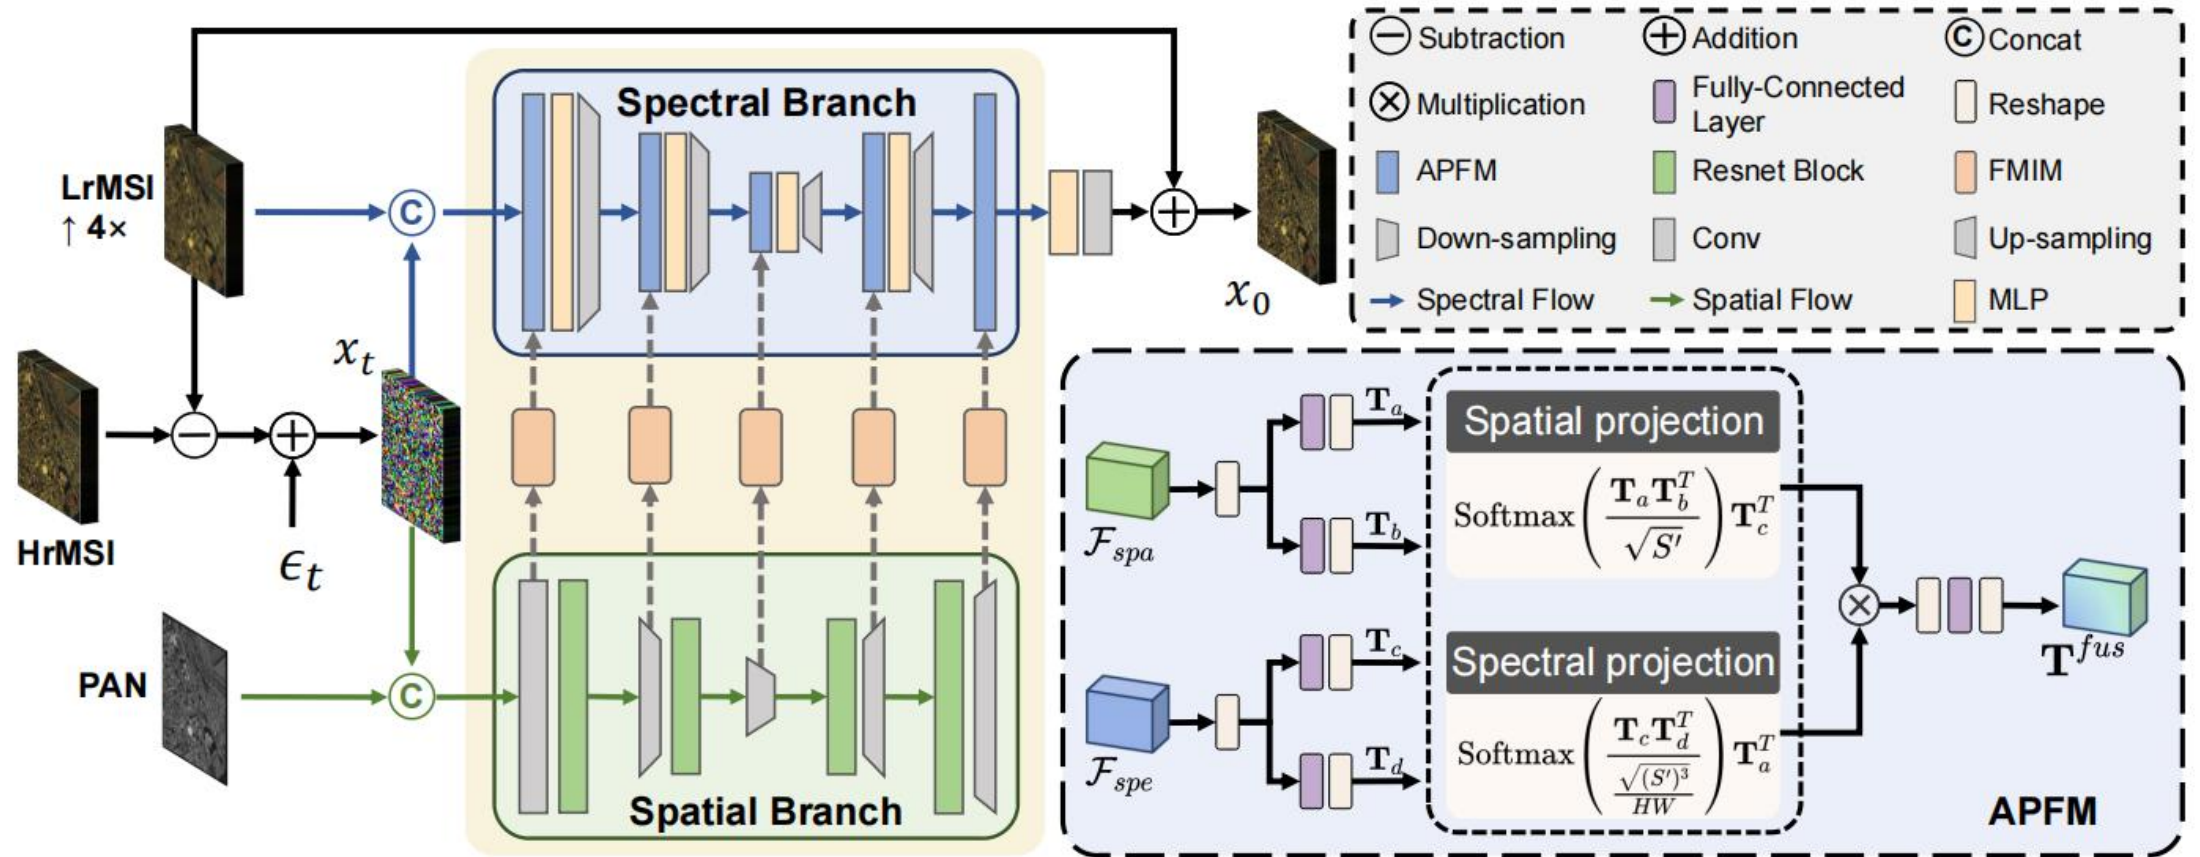 Spectral Branch
LrMSI
↑ 4×
C
x_t
x_0
HrMSI
ϵ_t
PAN
C
Spatial Branch
Subtraction
Addition
C Concat
Multiplication
Fully-Connected
Layer
Reshape
APFM
Resnet Block
FMIM
Down-sampling
Conv
Up-sampling
Spectral Flow
Spatial Flow
MLP
F_spa
T_a
T_b
Spatial projection
Softmax(T_a T_b^T / √S′) T_c^T
F_spe
T_c
T_d
Spectral projection
Softmax(T_c T_d^T / (√(S′)^3 / HW)) T_a^T
T^fus
APFM